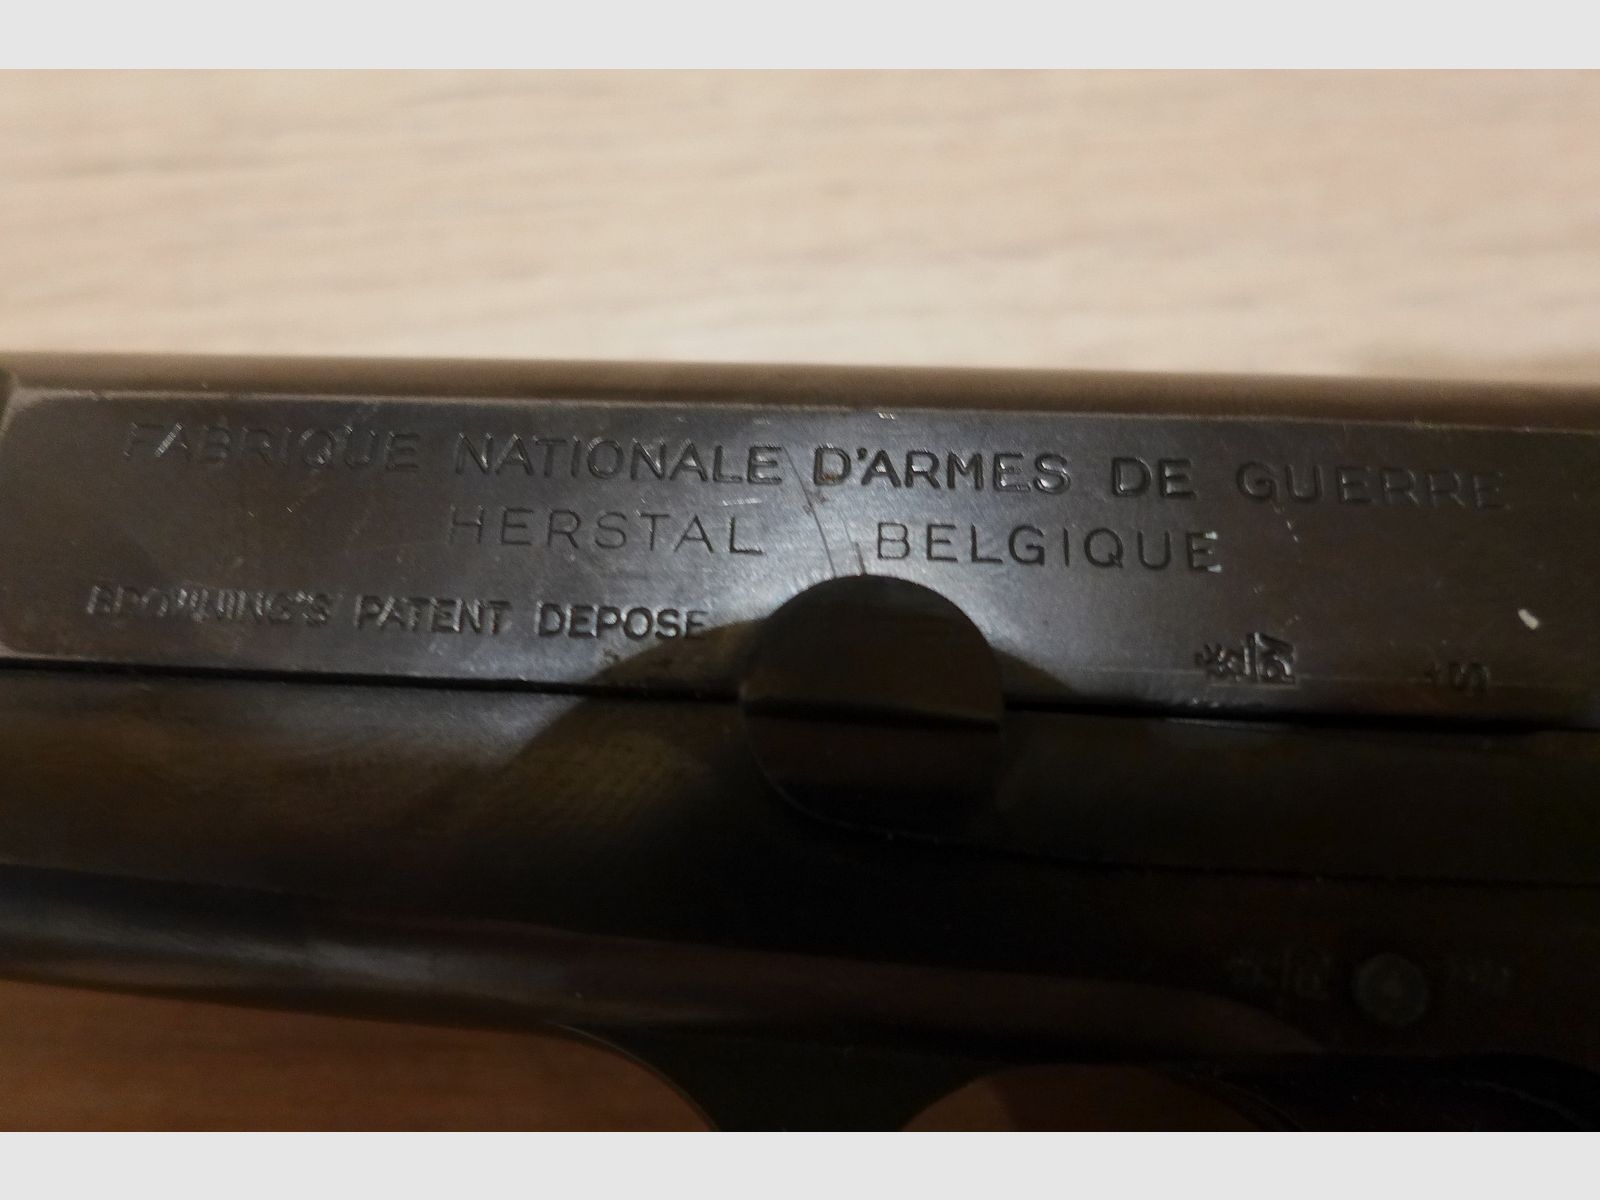 FABRIQUE NATIONALE D'ARMES DE GUERRE
HERSTAL BELGIQUE
BROWNING'S PATENT DEPOSE